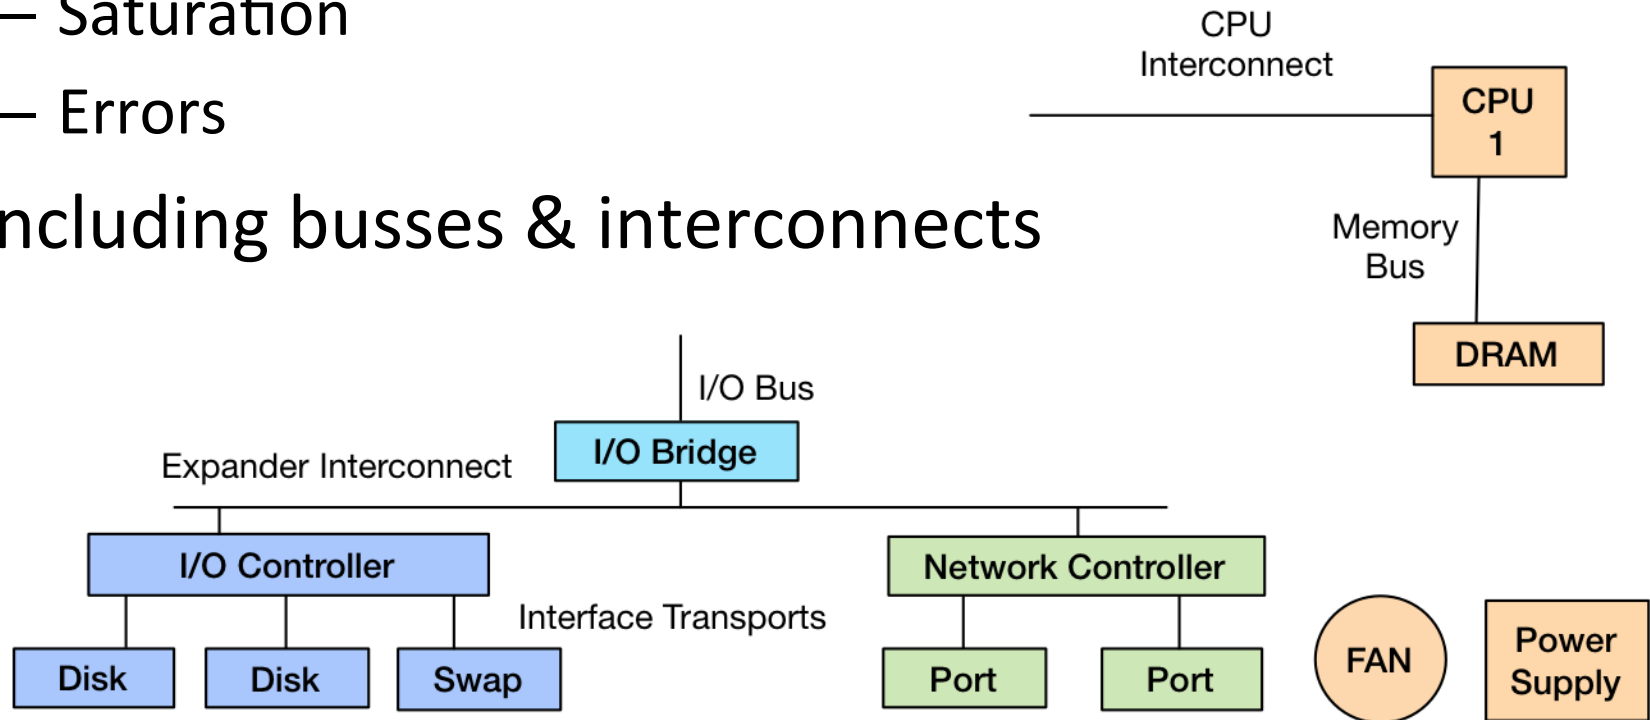 – Saturation
– Errors
ncluding busses & interconnects
CPU
Interconnect
CPU
1
Memory
Bus
DRAM
I/O Bus
I/O Bridge
Expander Interconnect
I/O Controller
Network Controller
Interface Transports
Disk
Disk
Swap
Port
Port
FAN
Power
Supply